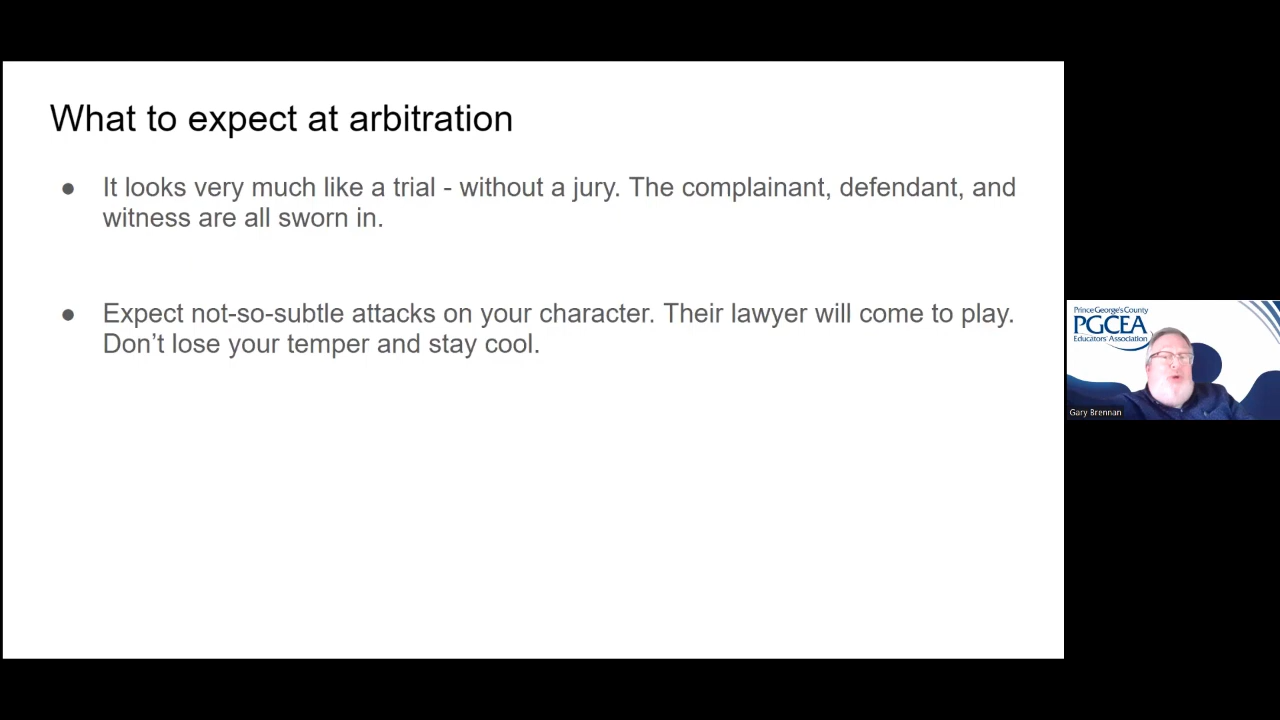 What to expect at arbitration
● It looks very much like a trial - without a jury. The complainant, defendant, and
witness are all sworn in.
● Expect not-so-subtle attacks on your character. Their lawyer will come to play.
Don’t lose your temper and stay cool.
Prince George's County
PGCEA
Educators' Association
Gary Brennan